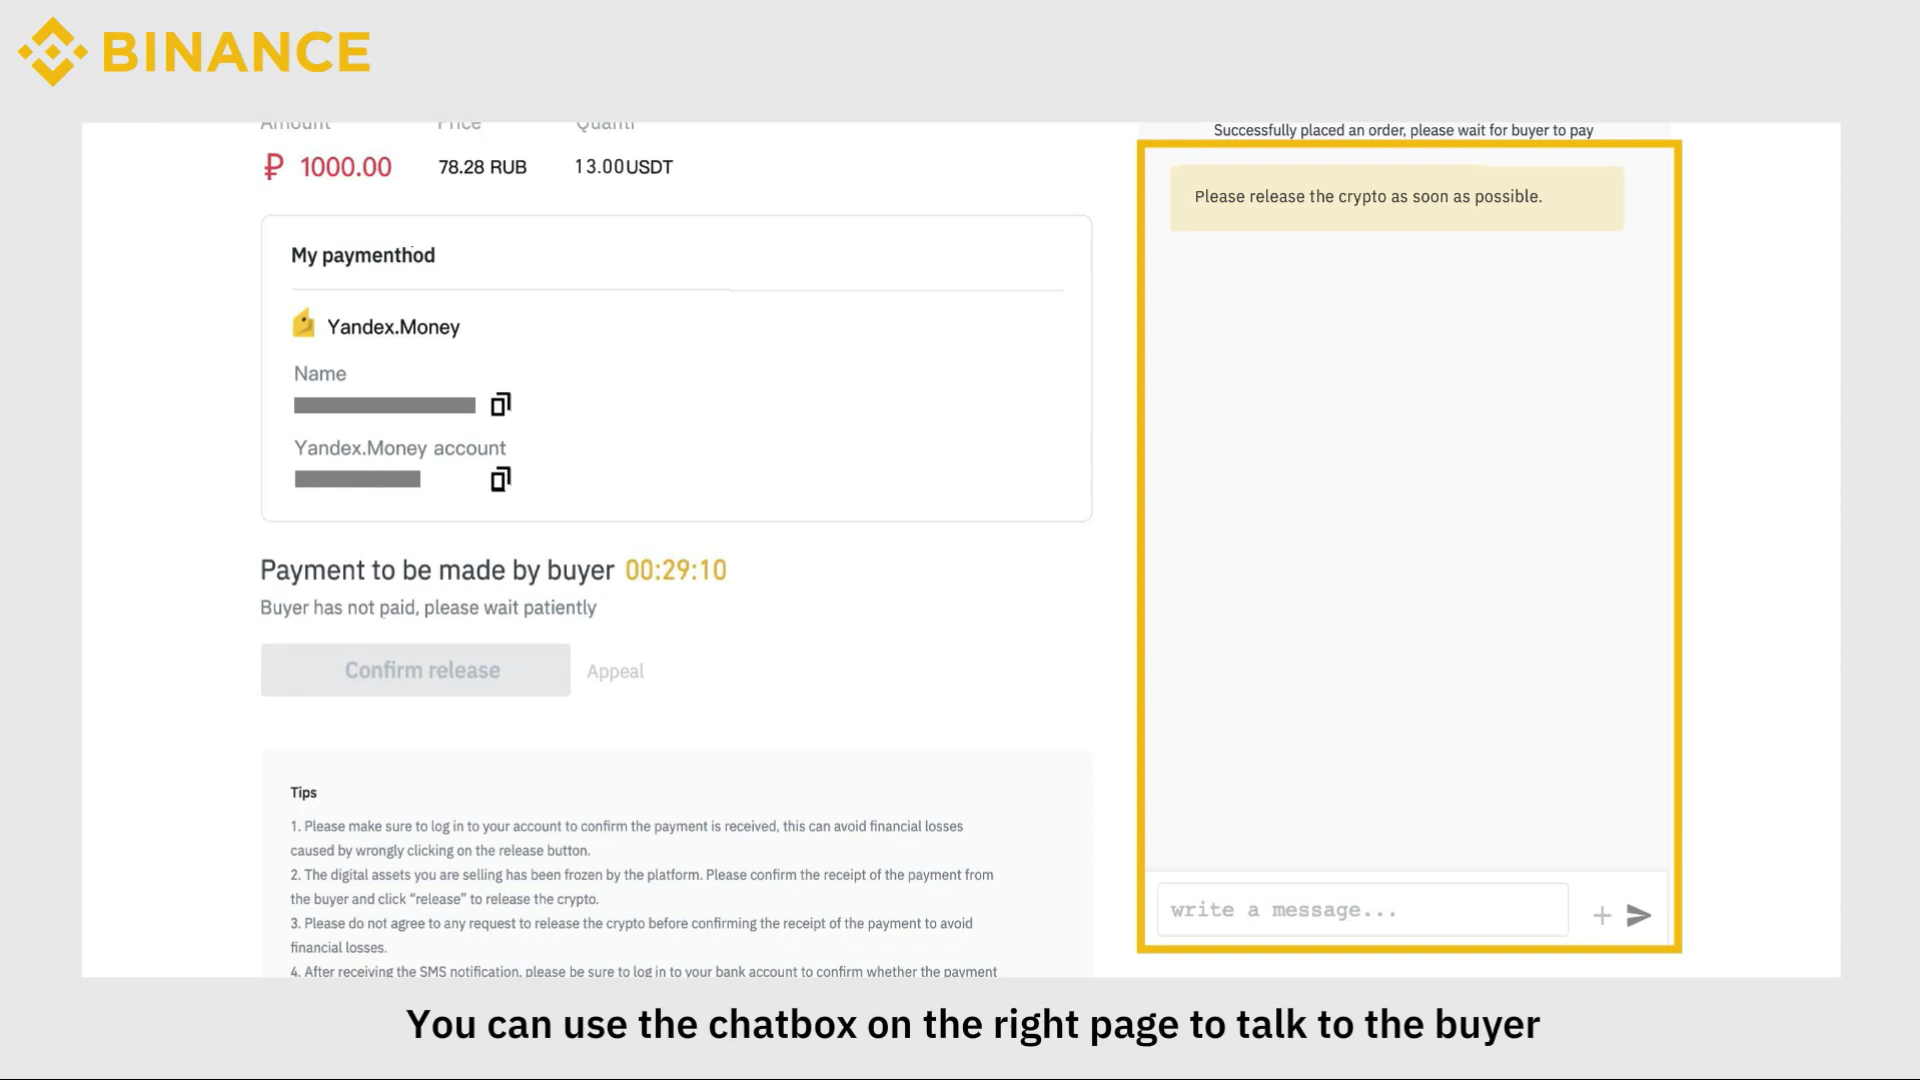 BINANCE
Amount Price Quanti
₽ 1000.00 78.28 RUB 13.00USDT
My paymenthod
Yandex.Money
Name
Yandex.Money account
Payment to be made by buyer 00:29:10
Buyer has not paid, please wait patiently
Confirm release Appeal
Tips
1. Please make sure to log in to your account to confirm the payment is received, this can avoid financial losses
caused by wrongly clicking on the release button.
2. The digital assets you are selling has been frozen by the platform. Please confirm the receipt of the payment from
the buyer and click “release” to release the crypto.
3. Please do not agree to any request to release the crypto before confirming the receipt of the payment to avoid
financial losses.
4. After receiving the SMS notification, please be sure to log in to your bank account to confirm whether the payment
Successfully placed an order, please wait for buyer to pay
Please release the crypto as soon as possible.
write a message...
You can use the chatbox on the right page to talk to the buyer